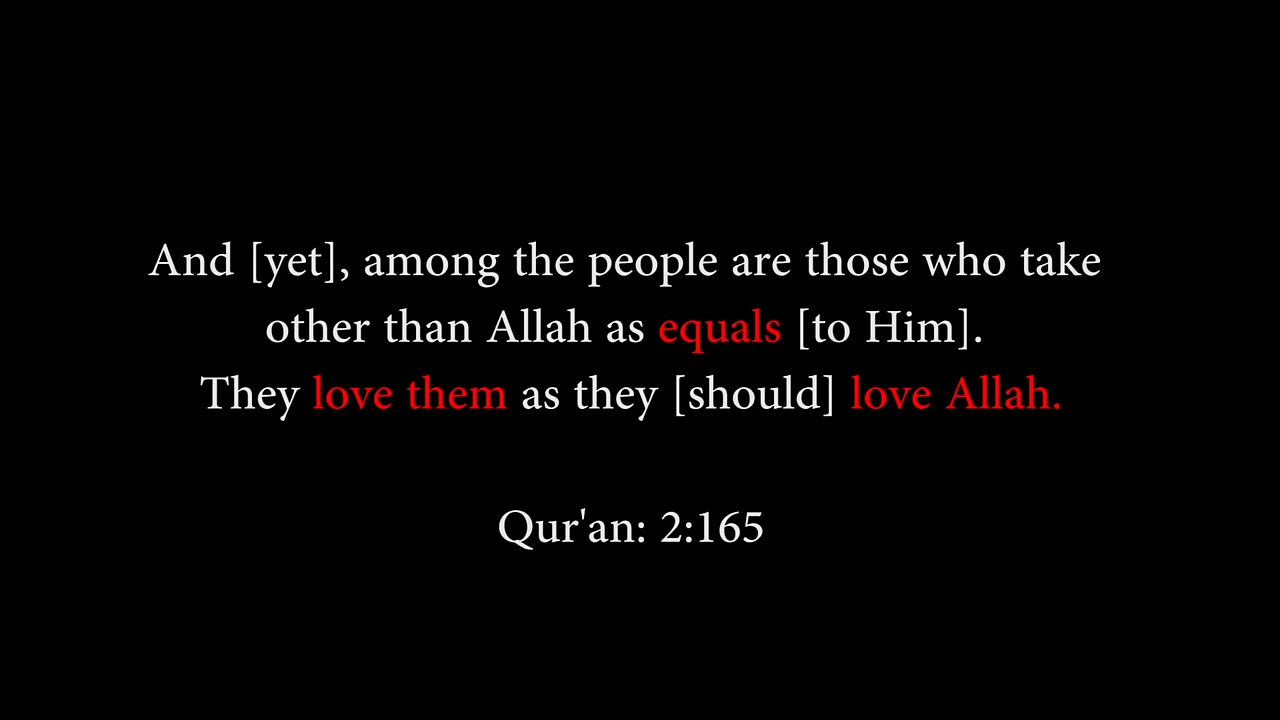 And [yet], among the people are those who take
other than Allah as equals [to Him].
They love them as they [should] love Allah.
Qur'an: 2:165